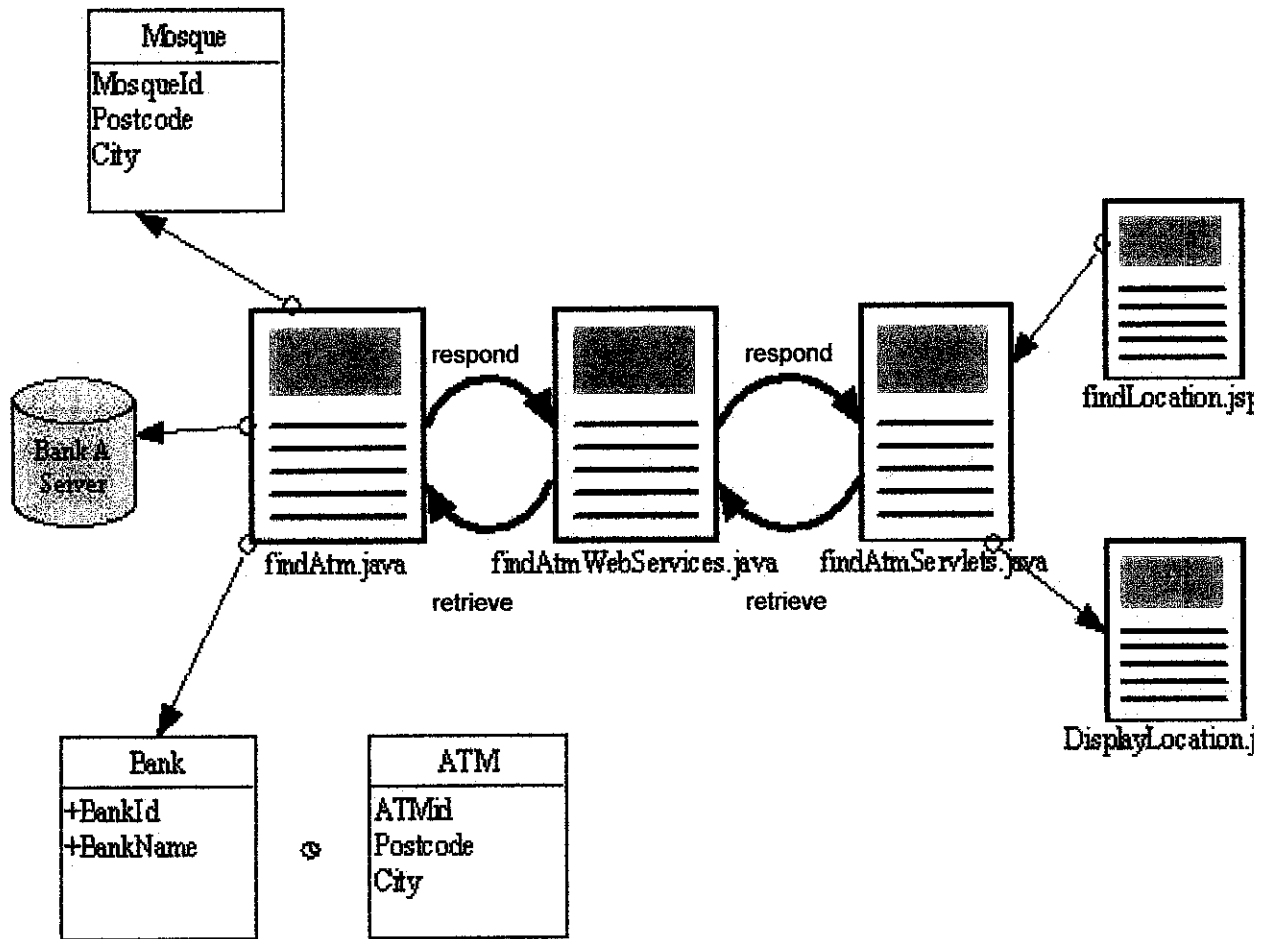 Mosque
MosqueId
Postcode
City
respond
respond
findLocation.jsp
Bank A
Server
findAtm.java
findAtmWebServices.java
findAtmServlets.java
retrieve
retrieve
DisplayLocation.j
Bank
+BankId
+BankName
ATM
ATMid
Postcode
City